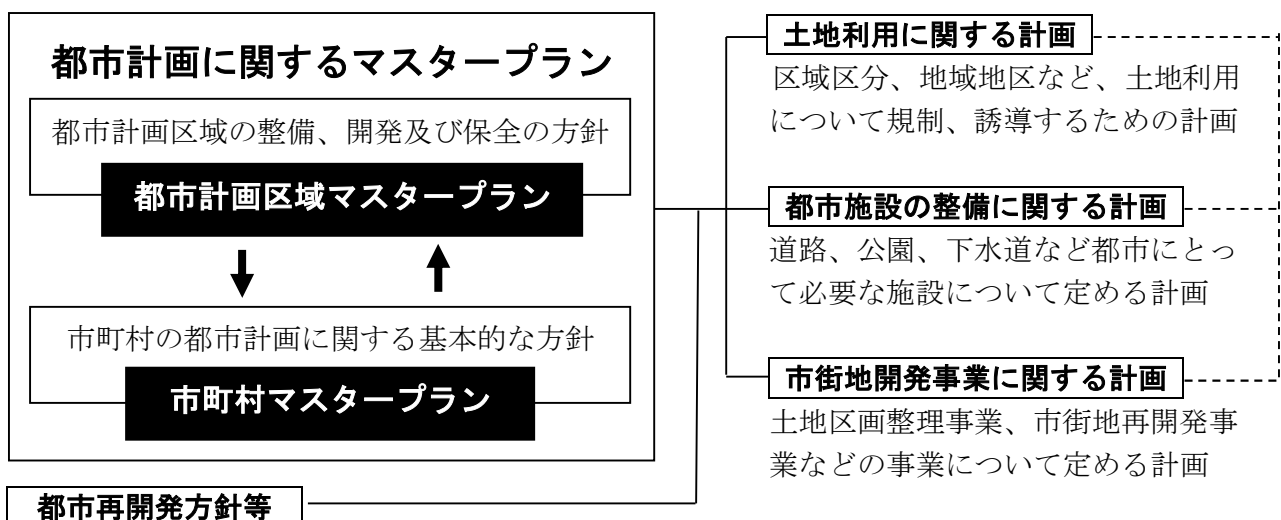 都市計画に関するマスタープラン
都市計画区域の整備、開発及び保全の方針
都市計画区域マスタープラン
市町村の都市計画に関する基本的な方針
市町村マスタープラン
都市再開発方針等
土地利用に関する計画
区域区分、地域地区など、土地利用
について規制、誘導するための計画
都市施設の整備に関する計画
道路、公園、下水道など都市にとっ
て必要な施設について定める計画
市街地開発事業に関する計画
土地区画整理事業、市街地再開発事
業などの事業について定める計画